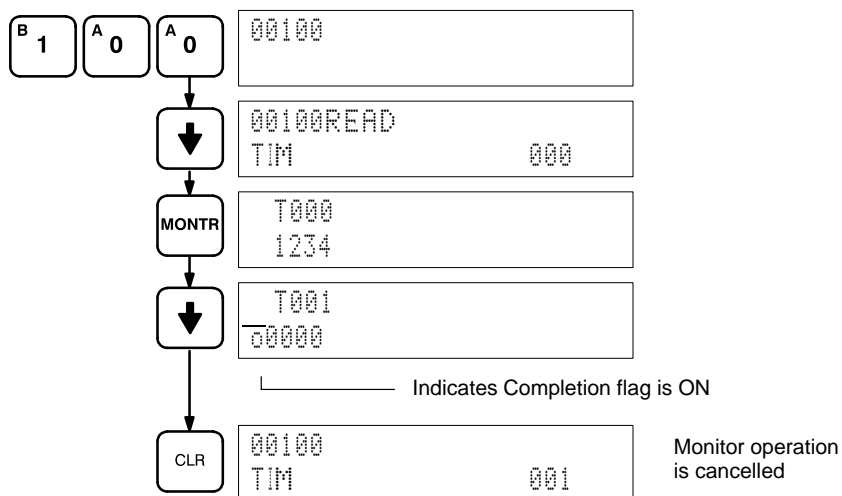 B 1 A 0 A 0
00100
00100READ
TIM 000
MONTR
T000
1234
T001
o0000
Indicates Completion flag is ON
CLR
00100
TIM 001
Monitor operation
is cancelled